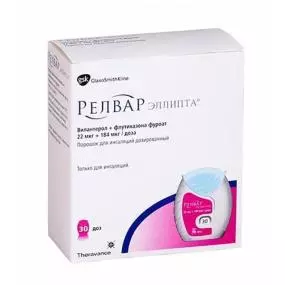 gsk GlaxoSmithKline
РЕЛВАР ЭЛЛИПТА®
Вилантерол + флутиказона фуроат
22 мкг + 184 мкг / доза
Порошок для ингаляций дозированный
Только для ингаляций.
РЕЛВАР
30
30 доз
Theravance